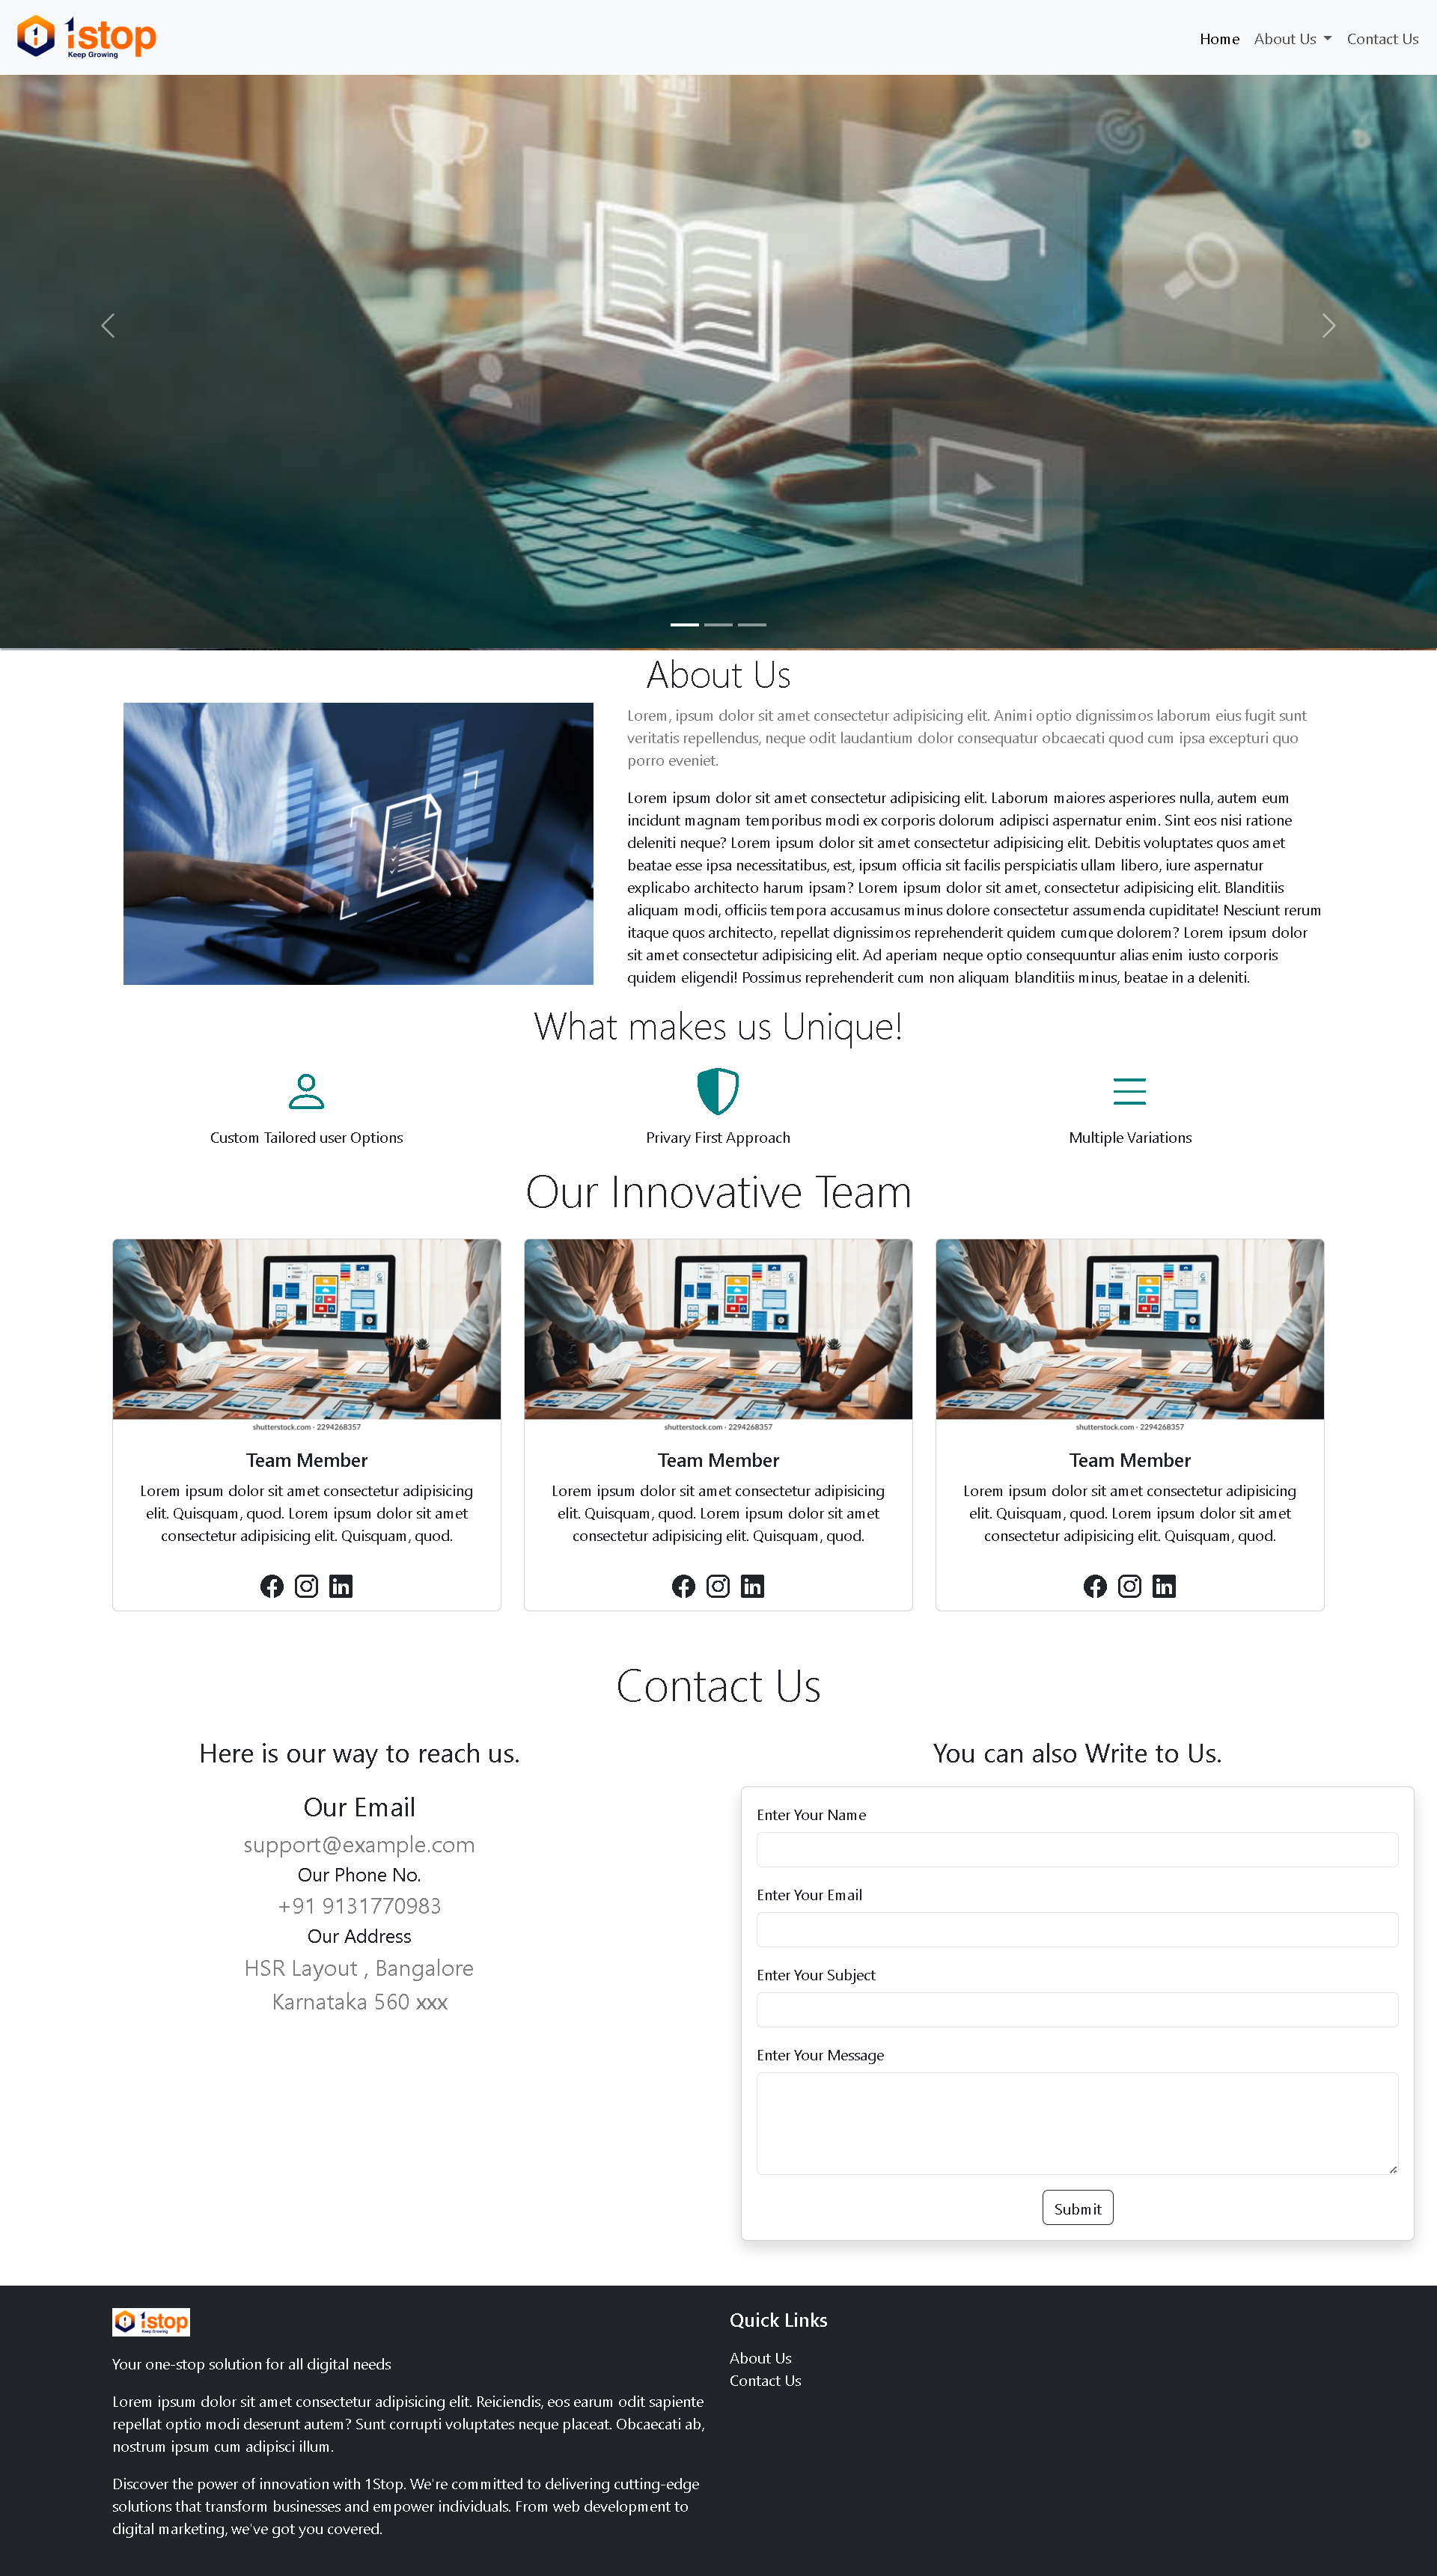 1stop
Keep Growing
Home About Us Contact Us
About Us
Lorem, ipsum dolor sit amet consectetur adipisicing elit. Animi optio dignissimos laborum eius fugit sunt
veritatis repellendus, neque odit laudantium dolor consequatur obcaecati quod cum ipsa excepturi quo
porro eveniet.
Lorem ipsum dolor sit amet consectetur adipisicing elit. Laborum maiores asperiores nulla, autem eum
incidunt magnam temporibus modi ex corporis dolorum adipisci aspernatur enim. Sint eos nisi ratione
deleniti neque? Lorem ipsum dolor sit amet consectetur adipisicing elit. Debitis voluptates quos amet
beatae esse ipsa necessitatibus, est, ipsum officia sit facilis perspiciatis ullam libero, iure aspernatur
explicabo architecto harum ipsam? Lorem ipsum dolor sit amet, consectetur adipisicing elit. Blanditiis
aliquam modi, officiis tempora accusamus minus dolore consectetur assumenda cupiditate! Nesciunt rerum
itaque quos architecto, repellat dignissimos reprehenderit quidem cumque dolorem? Lorem ipsum dolor
sit amet consectetur adipisicing elit. Ad aperiam neque optio consequuntur alias enim iusto corporis
quidem eligendi! Possimus reprehenderit cum non aliquam blanditiis minus, beatae in a deleniti.
What makes us Unique!
Custom Tailored user Options
Privary First Approach
Multiple Variations
Our Innovative Team
shutterstock.com · 2294268357
Team Member
Lorem ipsum dolor sit amet consectetur adipisicing
elit. Quisquam, quod. Lorem ipsum dolor sit amet
consectetur adipisicing elit. Quisquam, quod.
shutterstock.com · 2294268357
Team Member
Lorem ipsum dolor sit amet consectetur adipisicing
elit. Quisquam, quod. Lorem ipsum dolor sit amet
consectetur adipisicing elit. Quisquam, quod.
shutterstock.com · 2294268357
Team Member
Lorem ipsum dolor sit amet consectetur adipisicing
elit. Quisquam, quod. Lorem ipsum dolor sit amet
consectetur adipisicing elit. Quisquam, quod.
Contact Us
Here is our way to reach us.
Our Email
support@example.com
Our Phone No.
+91 9131770983
Our Address
HSR Layout , Bangalore
Karnataka 560 xxx
You can also Write to Us.
Enter Your Name
Enter Your Email
Enter Your Subject
Enter Your Message
Submit
1stop
Keep Growing
Your one-stop solution for all digital needs
Lorem ipsum dolor sit amet consectetur adipisicing elit. Reiciendis, eos earum odit sapiente
repellat optio modi deserunt autem? Sunt corrupti voluptates neque placeat. Obcaecati ab,
nostrum ipsum cum adipisci illum.
Discover the power of innovation with 1Stop. We're committed to delivering cutting-edge
solutions that transform businesses and empower individuals. From web development to
digital marketing, we've got you covered.
Quick Links
About Us
Contact Us